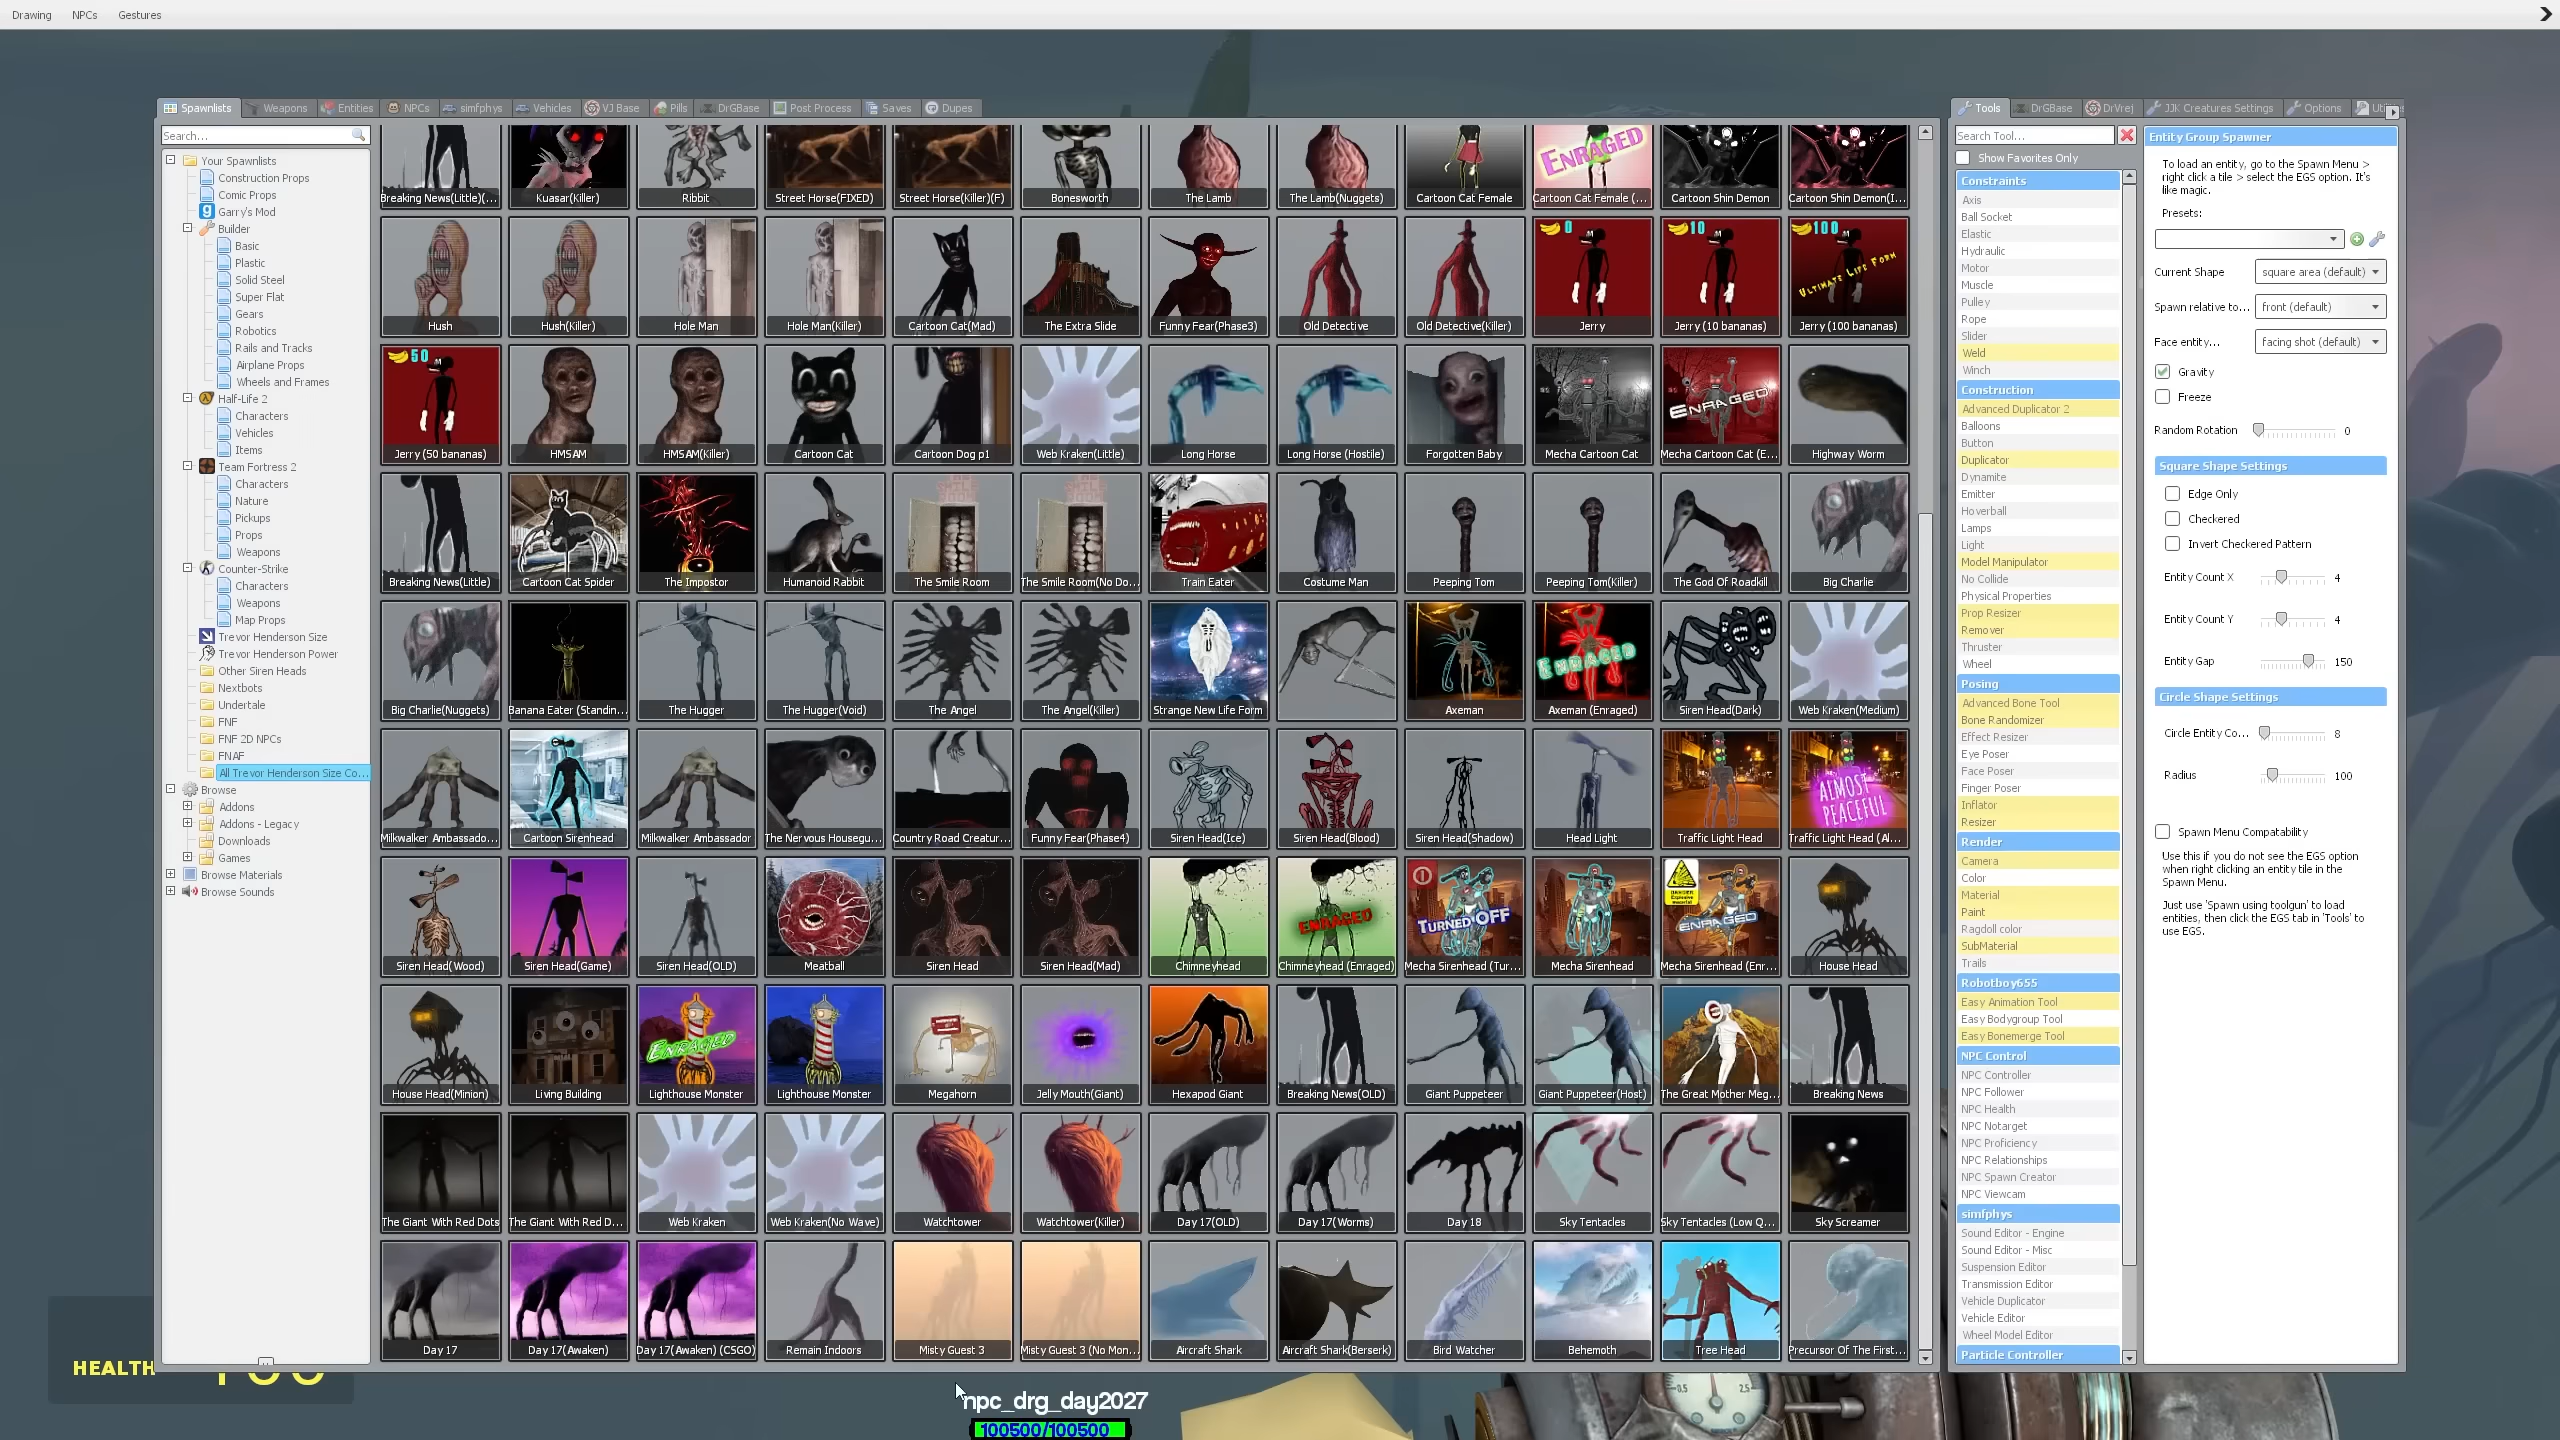 Drawing NPCs Gestures
Spawnlists Weapons Entities NPCs simfphys Vehicles VJ Base Pills DrGBase Post Process Saves Dupes
Search...
Your Spawnlists
Construction Props
Comic Props
Garry's Mod
Builder
Basic
Plastic
Solid Steel
Super Flat
Gears
Robotics
Rails and Tracks
Airplane Props
Wheels and Frames
Half-Life 2
Characters
Vehicles
Items
Team Fortress 2
Characters
Nature
Pickups
Props
Weapons
Counter-Strike
Characters
Weapons
Map Props
Trevor Henderson Size
Trevor Henderson Power
Other Siren Heads
Nextbots
Undertale
FNF
FNF 2D NPCs
FNAF
All Trevor Henderson Size Co...
Browse
Addons
Addons - Legacy
Downloads
Games
Browse Materials
Browse Sounds
ENRAGED
Breaking News(Little)(... Kuasar(Killer) Ribbit Street Horse(FIXED) Street Horse(Killer)(F) Bonesworth The Lamb The Lamb(Nuggets) Cartoon Cat Female Cartoon Cat Female (... Cartoon Shin Demon Cartoon Shin Demon(I...
0 10 100
ULTIMATE LIFE FORM
Hush Hush(Killer) Hole Man Hole Man(Killer) Cartoon Cat(Mad) The Extra Slide Funny Fear(Phase3) Old Detective Old Detective(Killer) Jerry Jerry (10 bananas) Jerry (100 bananas)
50 ENRAGED
Jerry (50 bananas) HMSAM HMSAM(Killer) Cartoon Cat Cartoon Dog p1 Web Kraken(Little) Long Horse Long Horse (Hostile) Forgotten Baby Mecha Cartoon Cat Mecha Cartoon Cat (E... Highway Worm
Breaking News(Little) Cartoon Cat Spider The Impostor Humanoid Rabbit The Smile Room The Smile Room(No Do... Train Eater Costume Man Peeping Tom Peeping Tom(Killer) The God Of Roadkill Big Charlie
ENRAGED
Big Charlie(Nuggets) Banana Eater (Standin... The Hugger The Hugger(Void) The Angel The Angel(Killer) Strange New Life Form Axeman Axeman (Enraged) Siren Head(Dark) Web Kraken(Medium)
ALMOST
PEACEFUL
Milkwalker Ambassado... Cartoon Sirenhead Milkwalker Ambassador The Nervous Housegu... Country Road Creatur... Funny Fear(Phase4) Siren Head(Ice) Siren Head(Blood) Siren Head(Shadow) Head Light Traffic Light Head Traffic Light Head (Al...
ENRAGED TURNED OFF ENRAGED
Siren Head(Wood) Siren Head(Game) Siren Head(OLD) Meatball Siren Head Siren Head(Mad) Chimneyhead Chimneyhead (Enraged) Mecha Sirenhead (Tur... Mecha Sirenhead Mecha Sirenhead (Enr... House Head
ENRAGED
House Head(Minion) Living Building Lighthouse Monster Lighthouse Monster Megahorn Jelly Mouth(Giant) Hexapod Giant Breaking News(OLD) Giant Puppeteer Giant Puppeteer(Host) The Great Mother Meg... Breaking News
The Giant With Red Dots The Giant With Red D... Web Kraken Web Kraken(No Wave) Watchtower Watchtower(Killer) Day 17(OLD) Day 17(Worms) Day 18 Sky Tentacles Sky Tentacles (Low Q... Sky Screamer
Day 17 Day 17(Awaken) Day 17(Awaken) (CSGO) Remain Indoors Misty Guest 3 Misty Guest 3 (No Mon... Aircraft Shark Aircraft Shark(Berserk) Bird Watcher Behemoth Tree Head Precursor Of The First...
Tools DrGBase DrVrej JJK Creatures Settings Options
Search Tool...
Show Favorites Only
Constraints
Axis
Ball Socket
Elastic
Hydraulic
Motor
Muscle
Pulley
Rope
Slider
Weld
Winch
Construction
Advanced Duplicator 2
Balloons
Button
Duplicator
Dynamite
Emitter
Hoverball
Lamps
Light
Model Manipulator
No Collide
Physical Properties
Prop Resizer
Remover
Thruster
Wheel
Posing
Advanced Bone Tool
Bone Randomizer
Effect Resizer
Eye Poser
Face Poser
Finger Poser
Inflator
Resizer
Render
Camera
Color
Material
Paint
Ragdoll color
SubMaterial
Trails
Robotboy655
Easy Animation Tool
Easy Bodygroup Tool
Easy Bonemerge Tool
NPC Control
NPC Controller
NPC Follower
NPC Health
NPC Notarget
NPC Proficiency
NPC Relationships
NPC Spawn Creator
NPC Viewcam
simfphys
Sound Editor - Engine
Sound Editor - Misc
Suspension Editor
Transmission Editor
Vehicle Duplicator
Vehicle Editor
Wheel Model Editor
Particle Controller
Entity Group Spawner
To load an entity, go to the Spawn Menu >
right click a tile > select the EGS option. It's
like magic.
Presets:
Current Shape square area (default)
Spawn relative to... front (default)
Face entity... facing shot (default)
Gravity
Freeze
Random Rotation 0
Square Shape Settings
Edge Only
Checkered
Invert Checkered Pattern
Entity Count X 4
Entity Count Y 4
Entity Gap 150
Circle Shape Settings
Circle Entity Co... 8
Radius 100
Spawn Menu Compatability
Use this if you do not see the EGS option
when right clicking an entity tile in the
Spawn Menu.
Just use 'Spawn using toolgun' to load
entities, then click the EGS tab in 'Tools' to
use EGS.
HEALTH
npc_drg_day2027
100500/100500